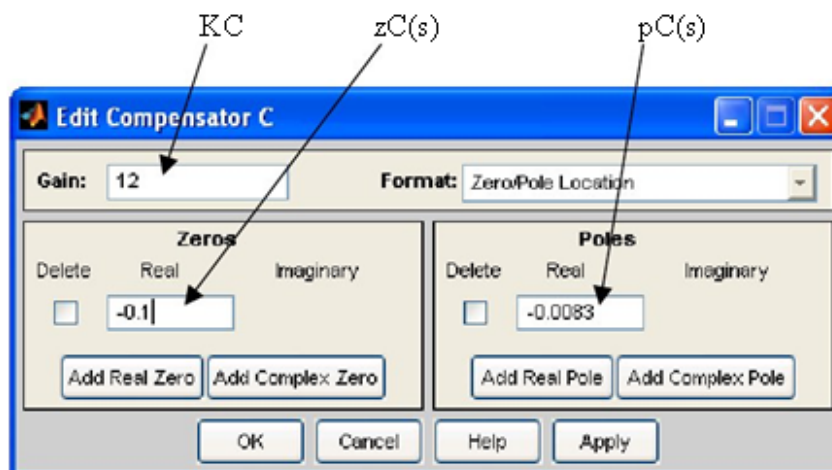 KC zC(s) pC(s)
Edit Compensator C
Gain: 12 Format: Zero/Pole Location
Zeros Poles
Delete Real Imaginary Delete Real Imaginary
-0.1 -0.0083
Add Real Zero Add Complex Zero Add Real Pole Add Complex Pole
OK Cancel Help Apply